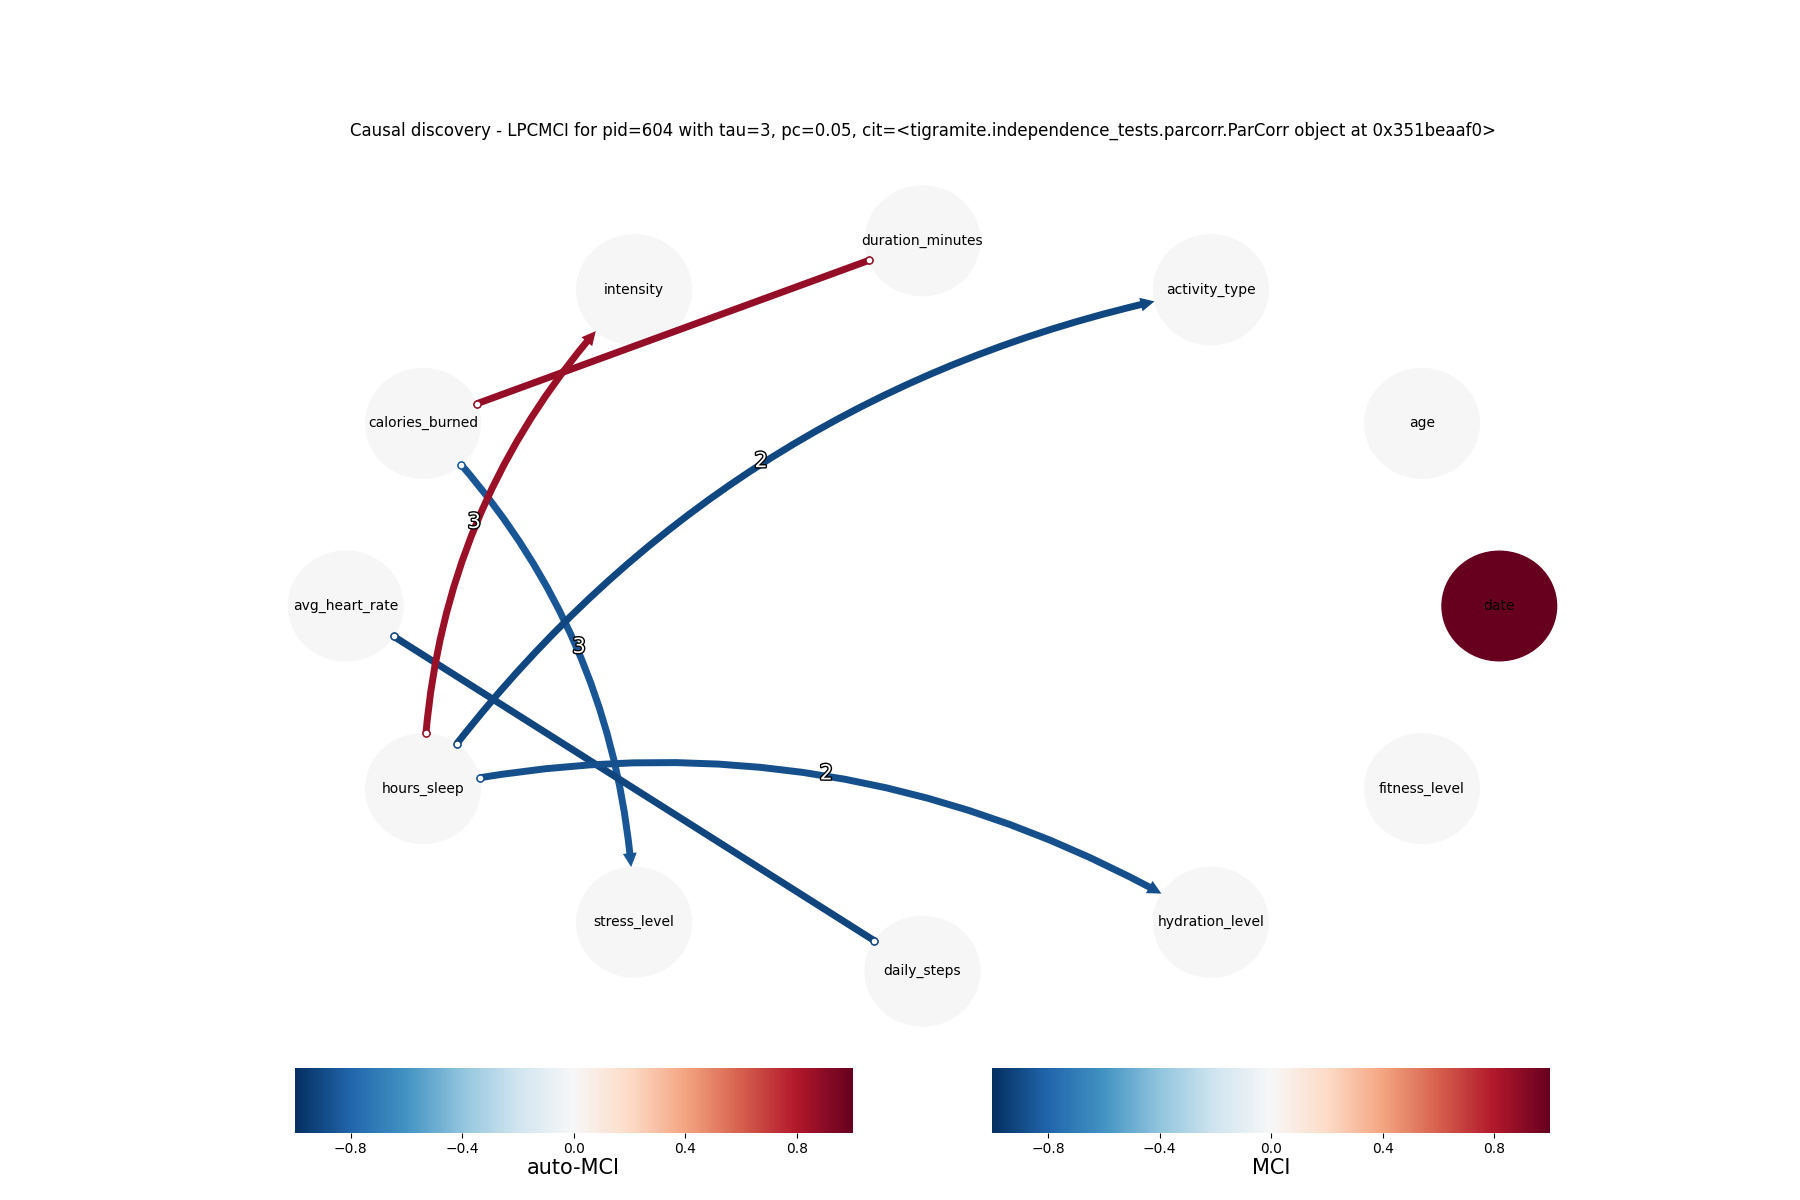 Causal discovery - LPCMCI for pid=604 with tau=3, pc=0.05, cit=<tigramite.independence_tests.parcorr.ParCorr object at 0x351beaaf0>
duration_minutes
intensity
activity_type
calories_burned
age
2
3
avg_heart_rate
date
3
2
hours_sleep
fitness_level
stress_level
hydration_level
daily_steps
−0.8 −0.4 0.0 0.4 0.8
auto-MCI
−0.8 −0.4 0.0 0.4 0.8
MCI